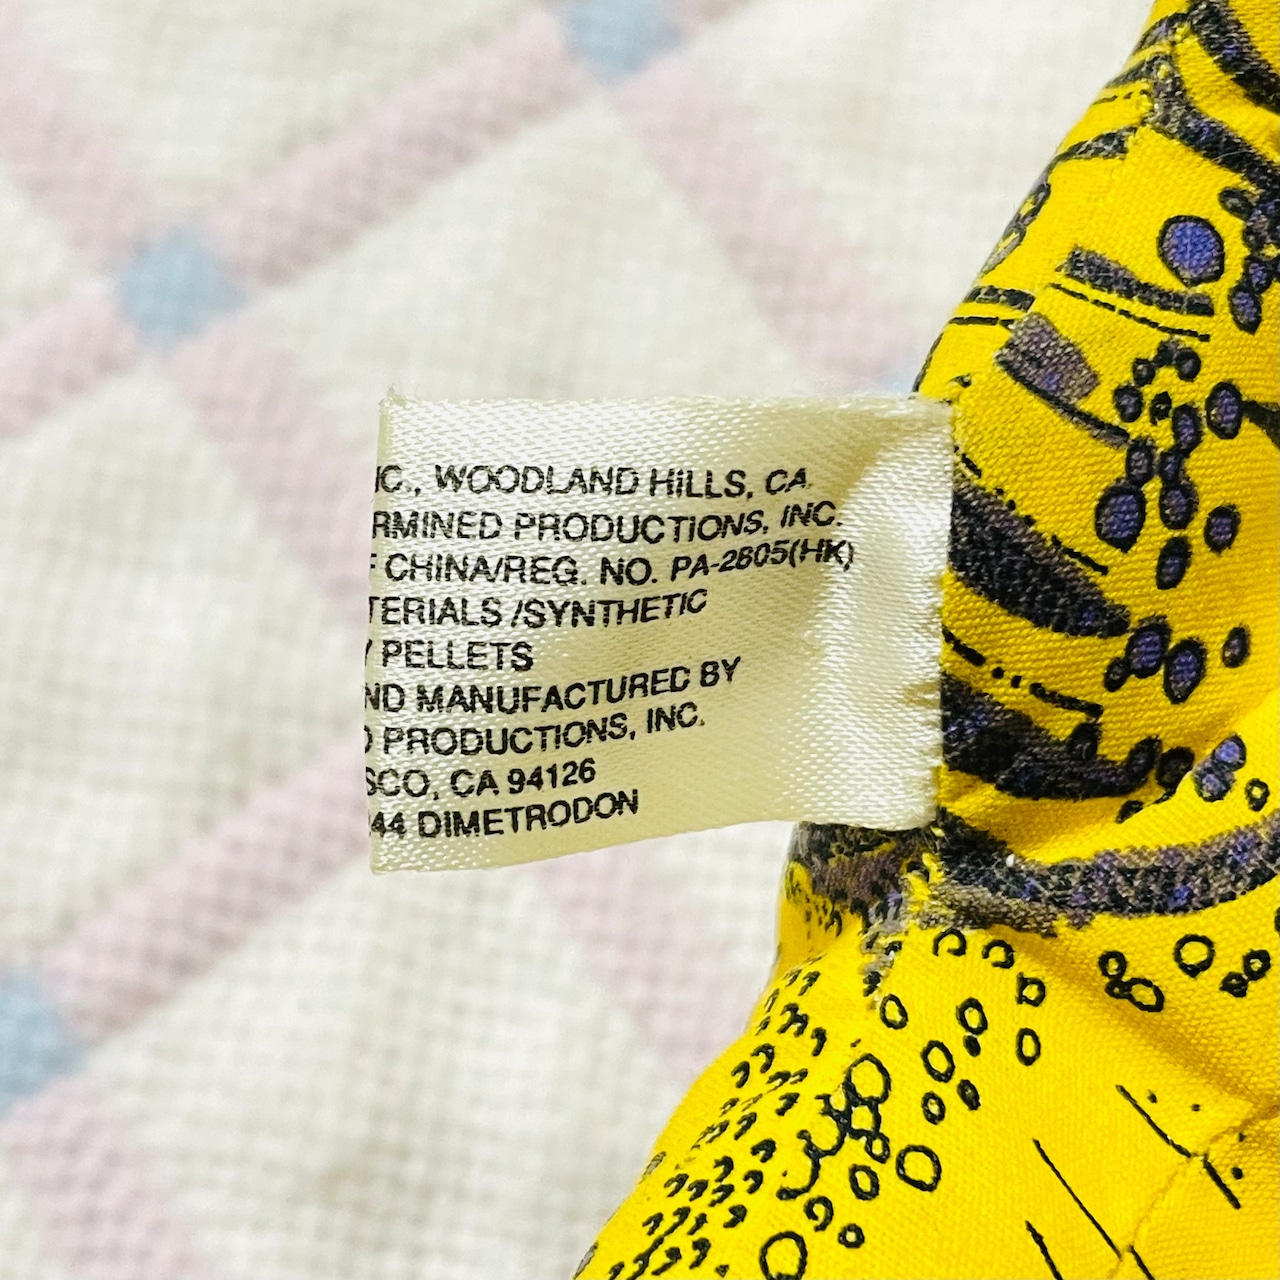 IC., WOODLAND HILLS, CA.
RMINED PRODUCTIONS, INC.
F CHINA/REG. NO. PA-2805(HK)
TERIALS /SYNTHETIC
Y PELLETS
ND MANUFACTURED BY
D PRODUCTIONS, INC.
SCO, CA 94126
44 DIMETRODON